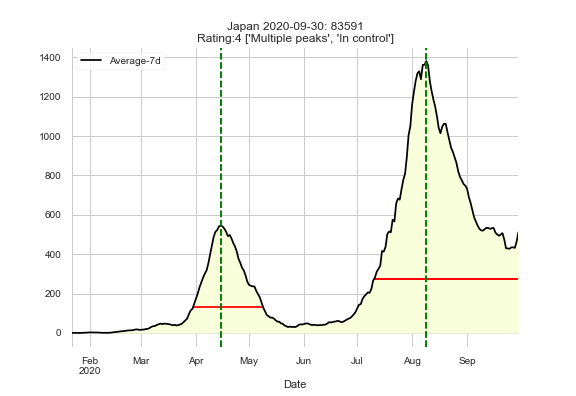 Japan 2020-09-30: 83591
Rating:4 ['Multiple peaks', 'In control']
Average-7d
1400
1200
1000
800
600
400
200
0
Feb Mar Apr May Jun Jul Aug Sep
2020
Date